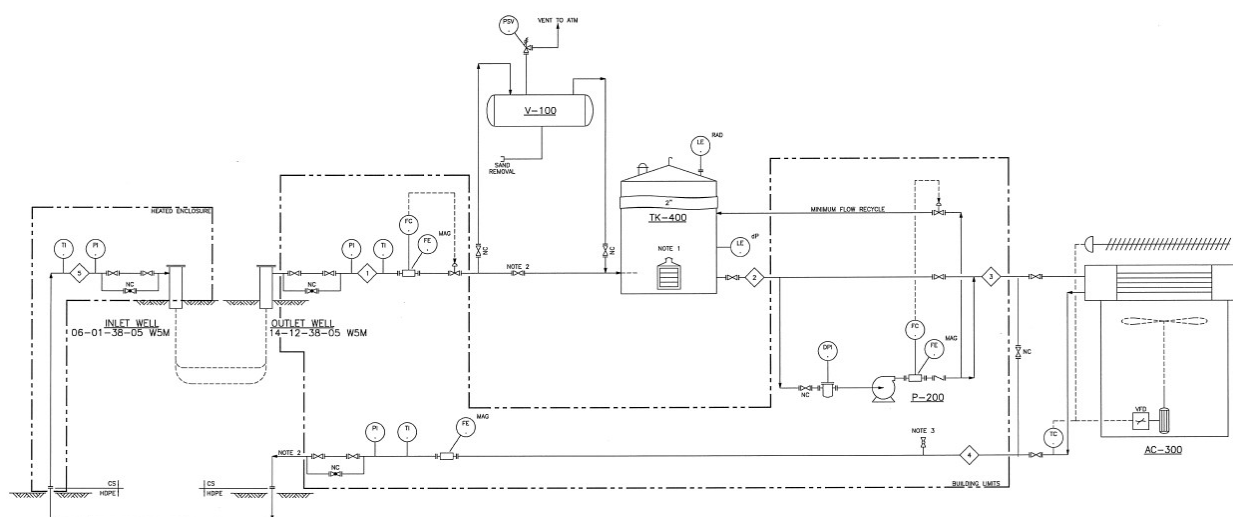 PSV
-
VENT TO ATM
V-100
SAND
REMOVAL
LE
-
RAD
HEATED ENCLOSURE
TI
-
PI
-
5
NC
PI
-
1
TI
-
FC
-
FE
-
MAG
NC
NC
NOTE 2
NC
2"
TK-400
NOTE 1
LE
-
dP
2
MINIMUM FLOW RECYCLE
3
INLET WELL
06-01-38-05 W5M
OUTLET WELL
14-12-38-05 W5M
DPI
-
FC
-
FE
-
MAG
NC
P-200
NC
VFD
TC
-
AC-300
NOTE 2
NC
PI
-
TI
-
FE
-
MAG
NOTE 3
4
BUILDING LIMITS
CS
HDPE
CS
HDPE